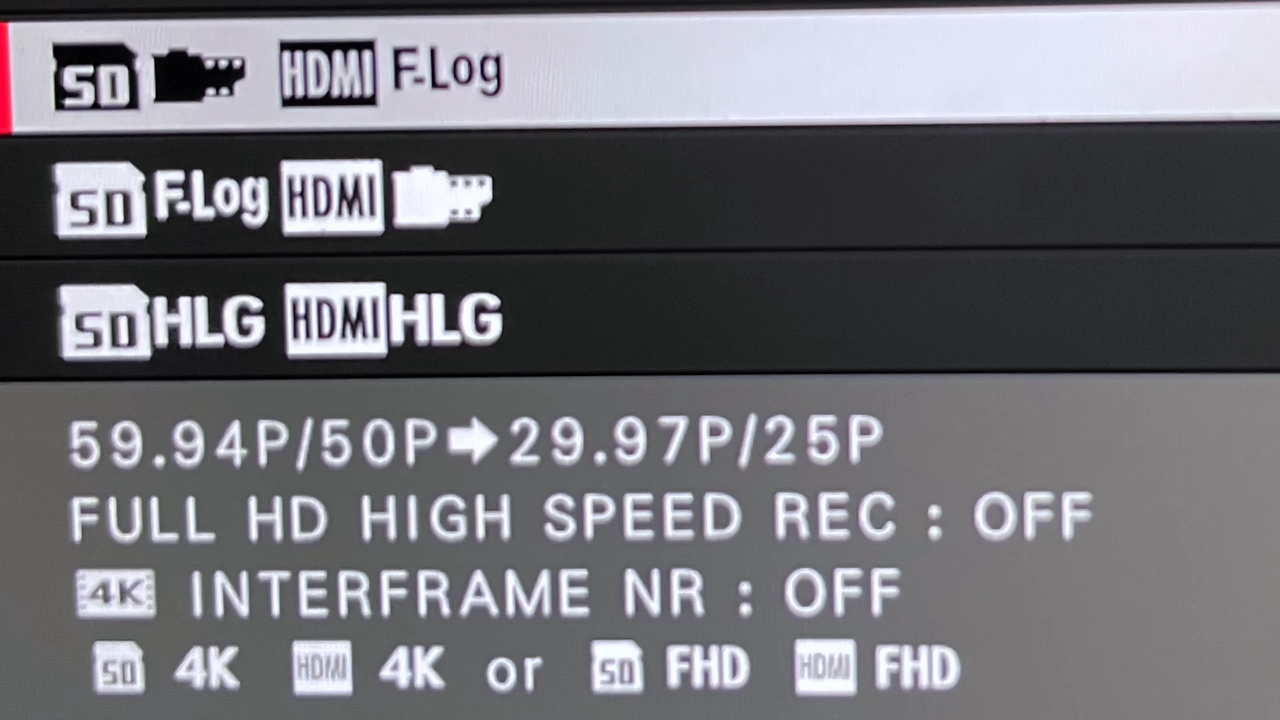 SD HDMI F-Log
SD F-Log HDMI
SD HLG HDMI HLG
59.94P/50P➡29.97P/25P
FULL HD HIGH SPEED REC : OFF
4K INTERFRAME NR : OFF
SD 4K HDMI 4K or SD FHD HDMI FHD